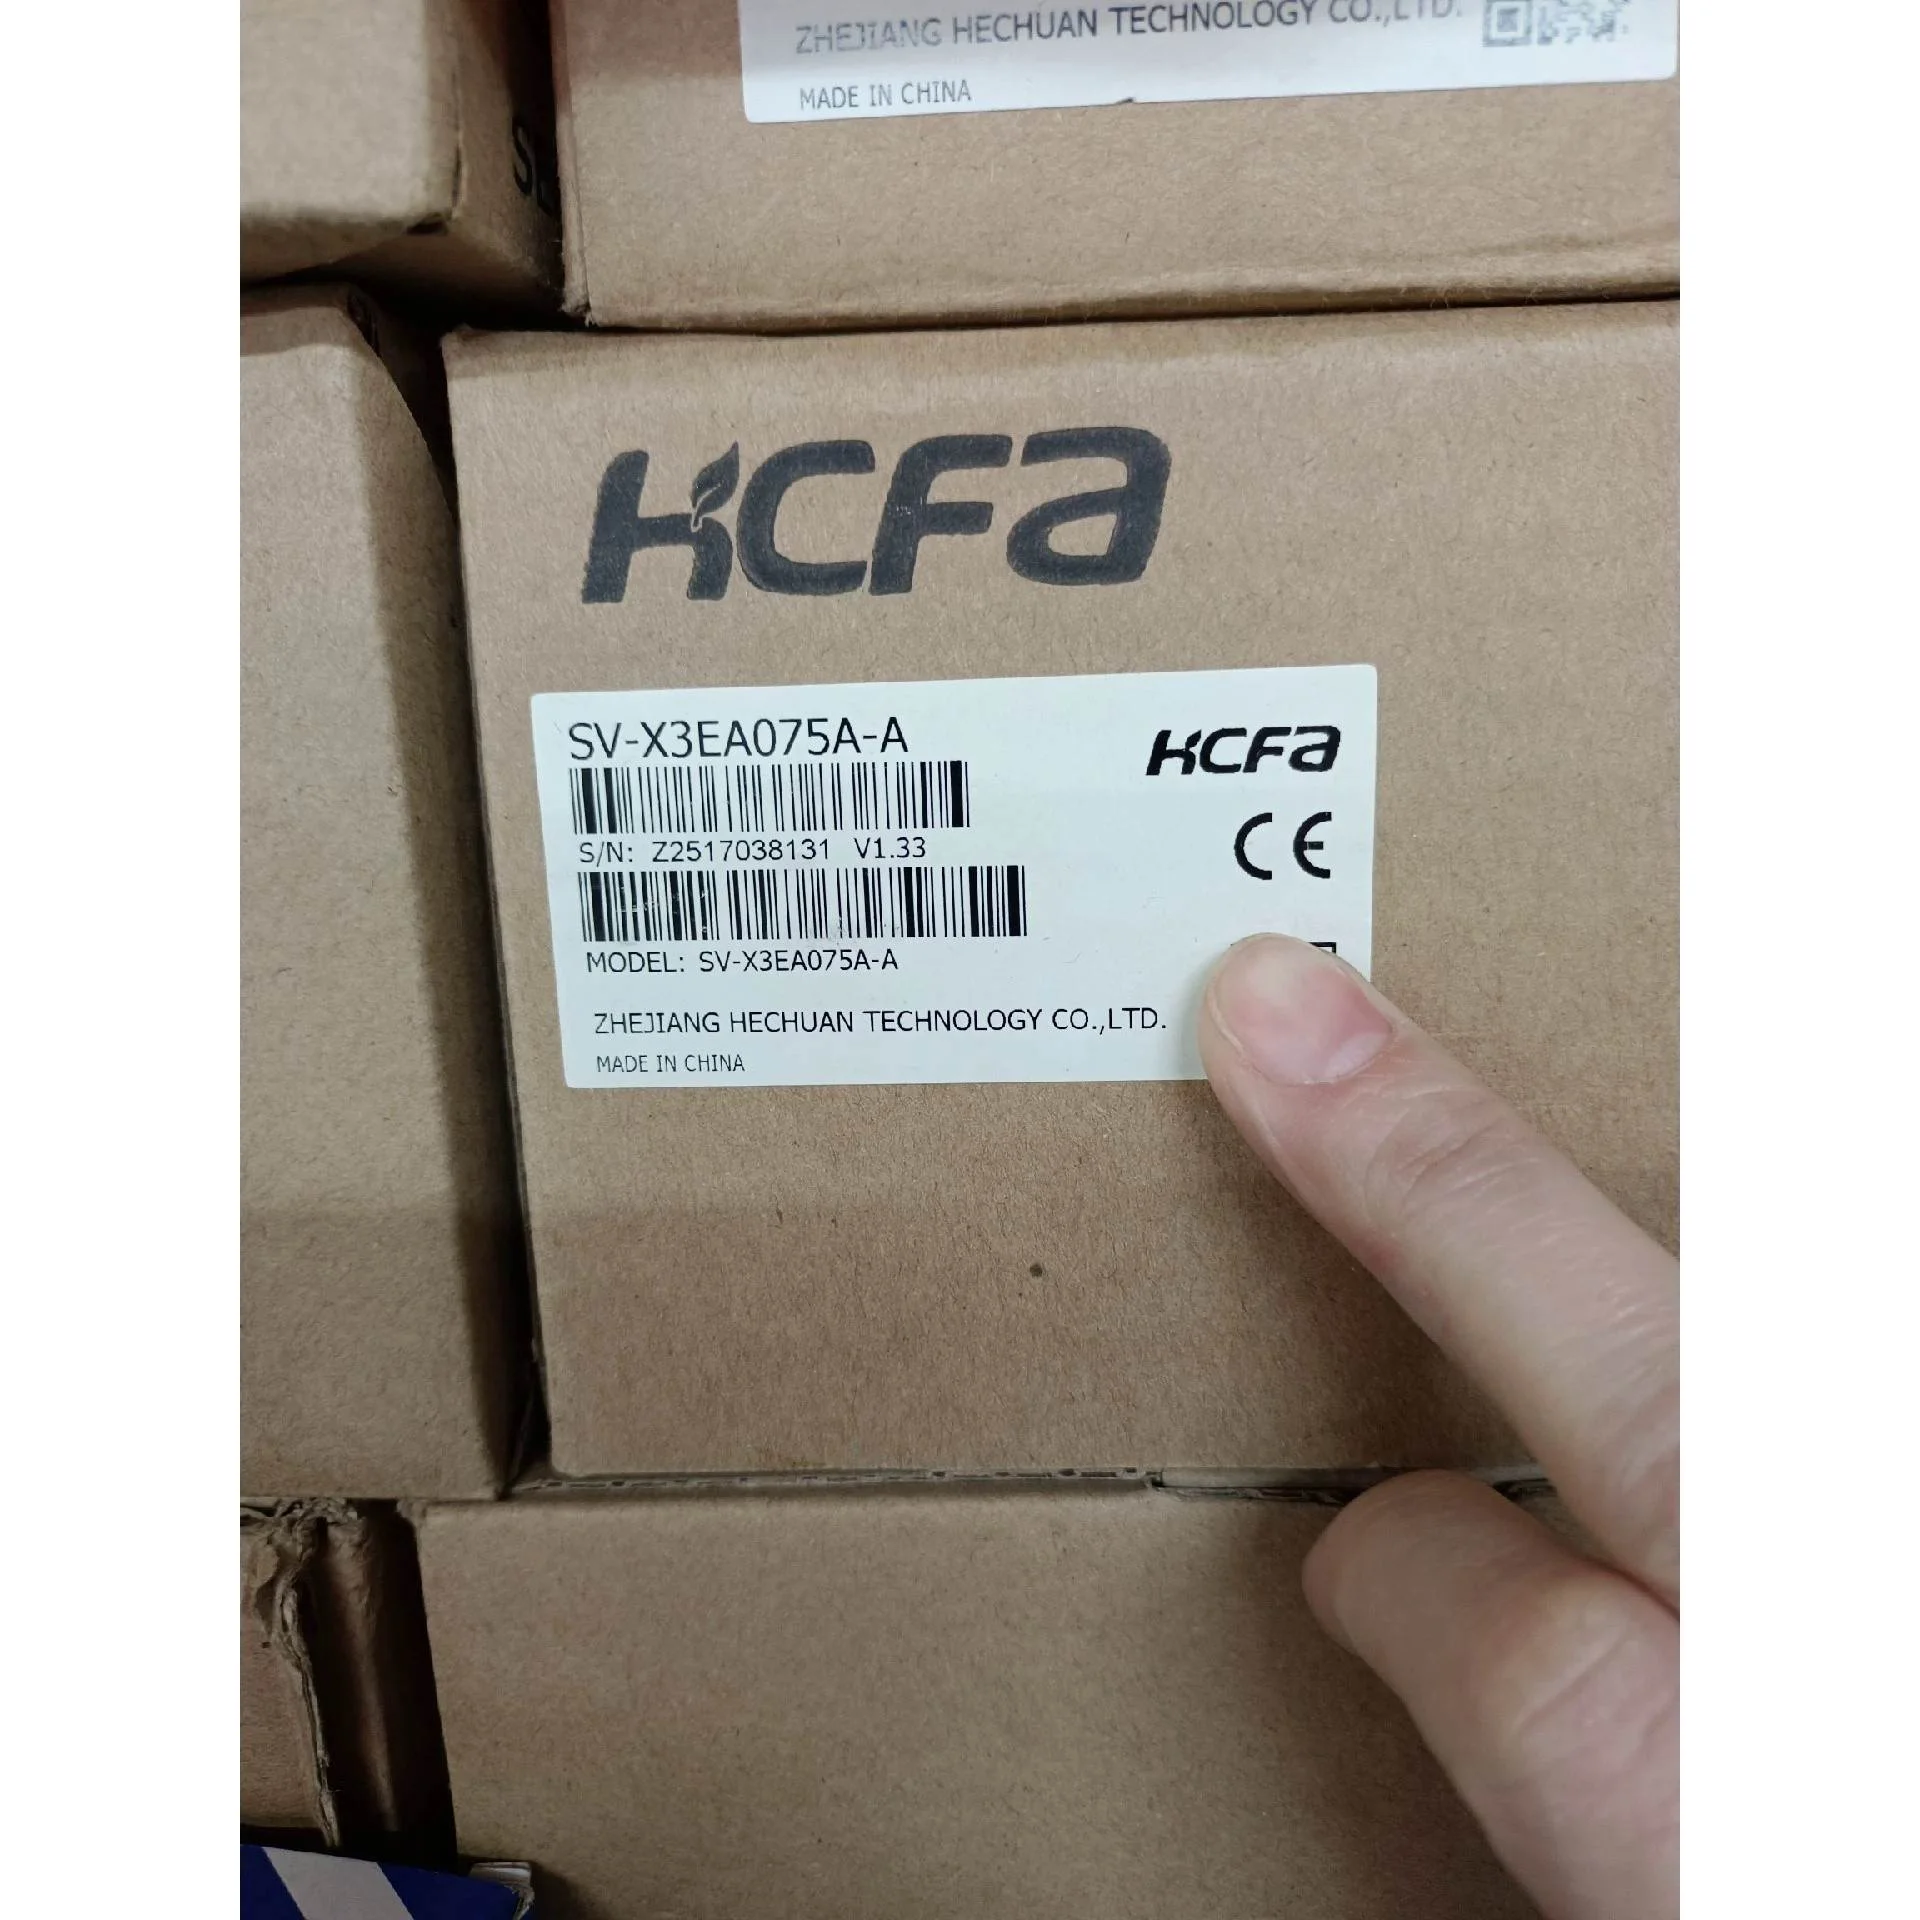 ZHEJIANG HECHUAN TECHNOLOGY CO.,LTD.
MADE IN CHINA
HCFa
SV-X3EA075A-A
HCFa
CE
S/N: Z2517038131 V1.33
MODEL: SV-X3EA075A-A
ZHEJIANG HECHUAN TECHNOLOGY CO.,LTD.
MADE IN CHINA